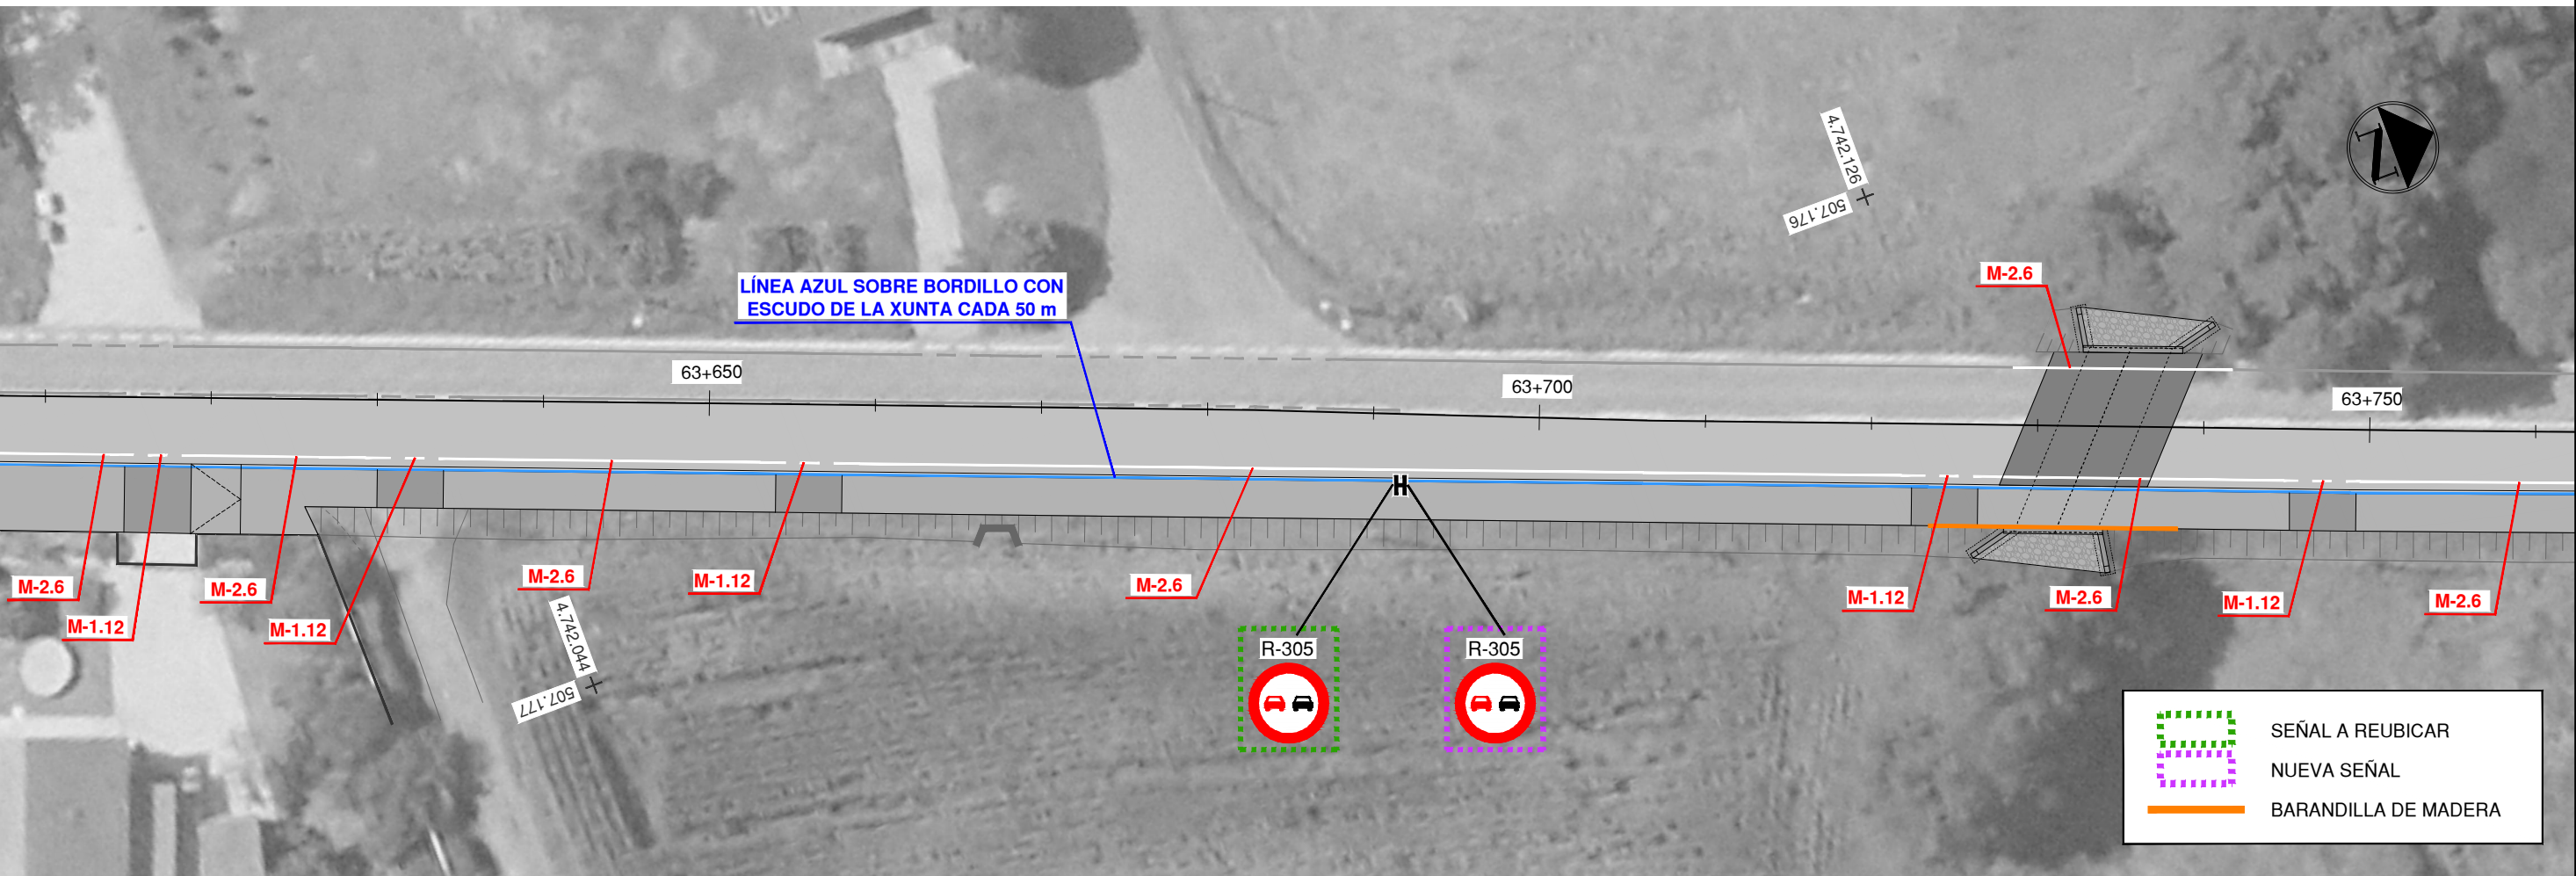 4.742.126
507.176
M-2.6
LÍNEA AZUL SOBRE BORDILLO CON
ESCUDO DE LA XUNTA CADA 50 m
63+650
63+700
63+750
M-2.6
M-1.12
M-2.6
M-1.12
M-2.6
M-1.12
M-2.6
M-1.12
M-2.6
M-1.12
M-2.6
4.742.044
507.177
R-305
R-305
SEÑAL A REUBICAR
NUEVA SEÑAL
BARANDILLA DE MADERA